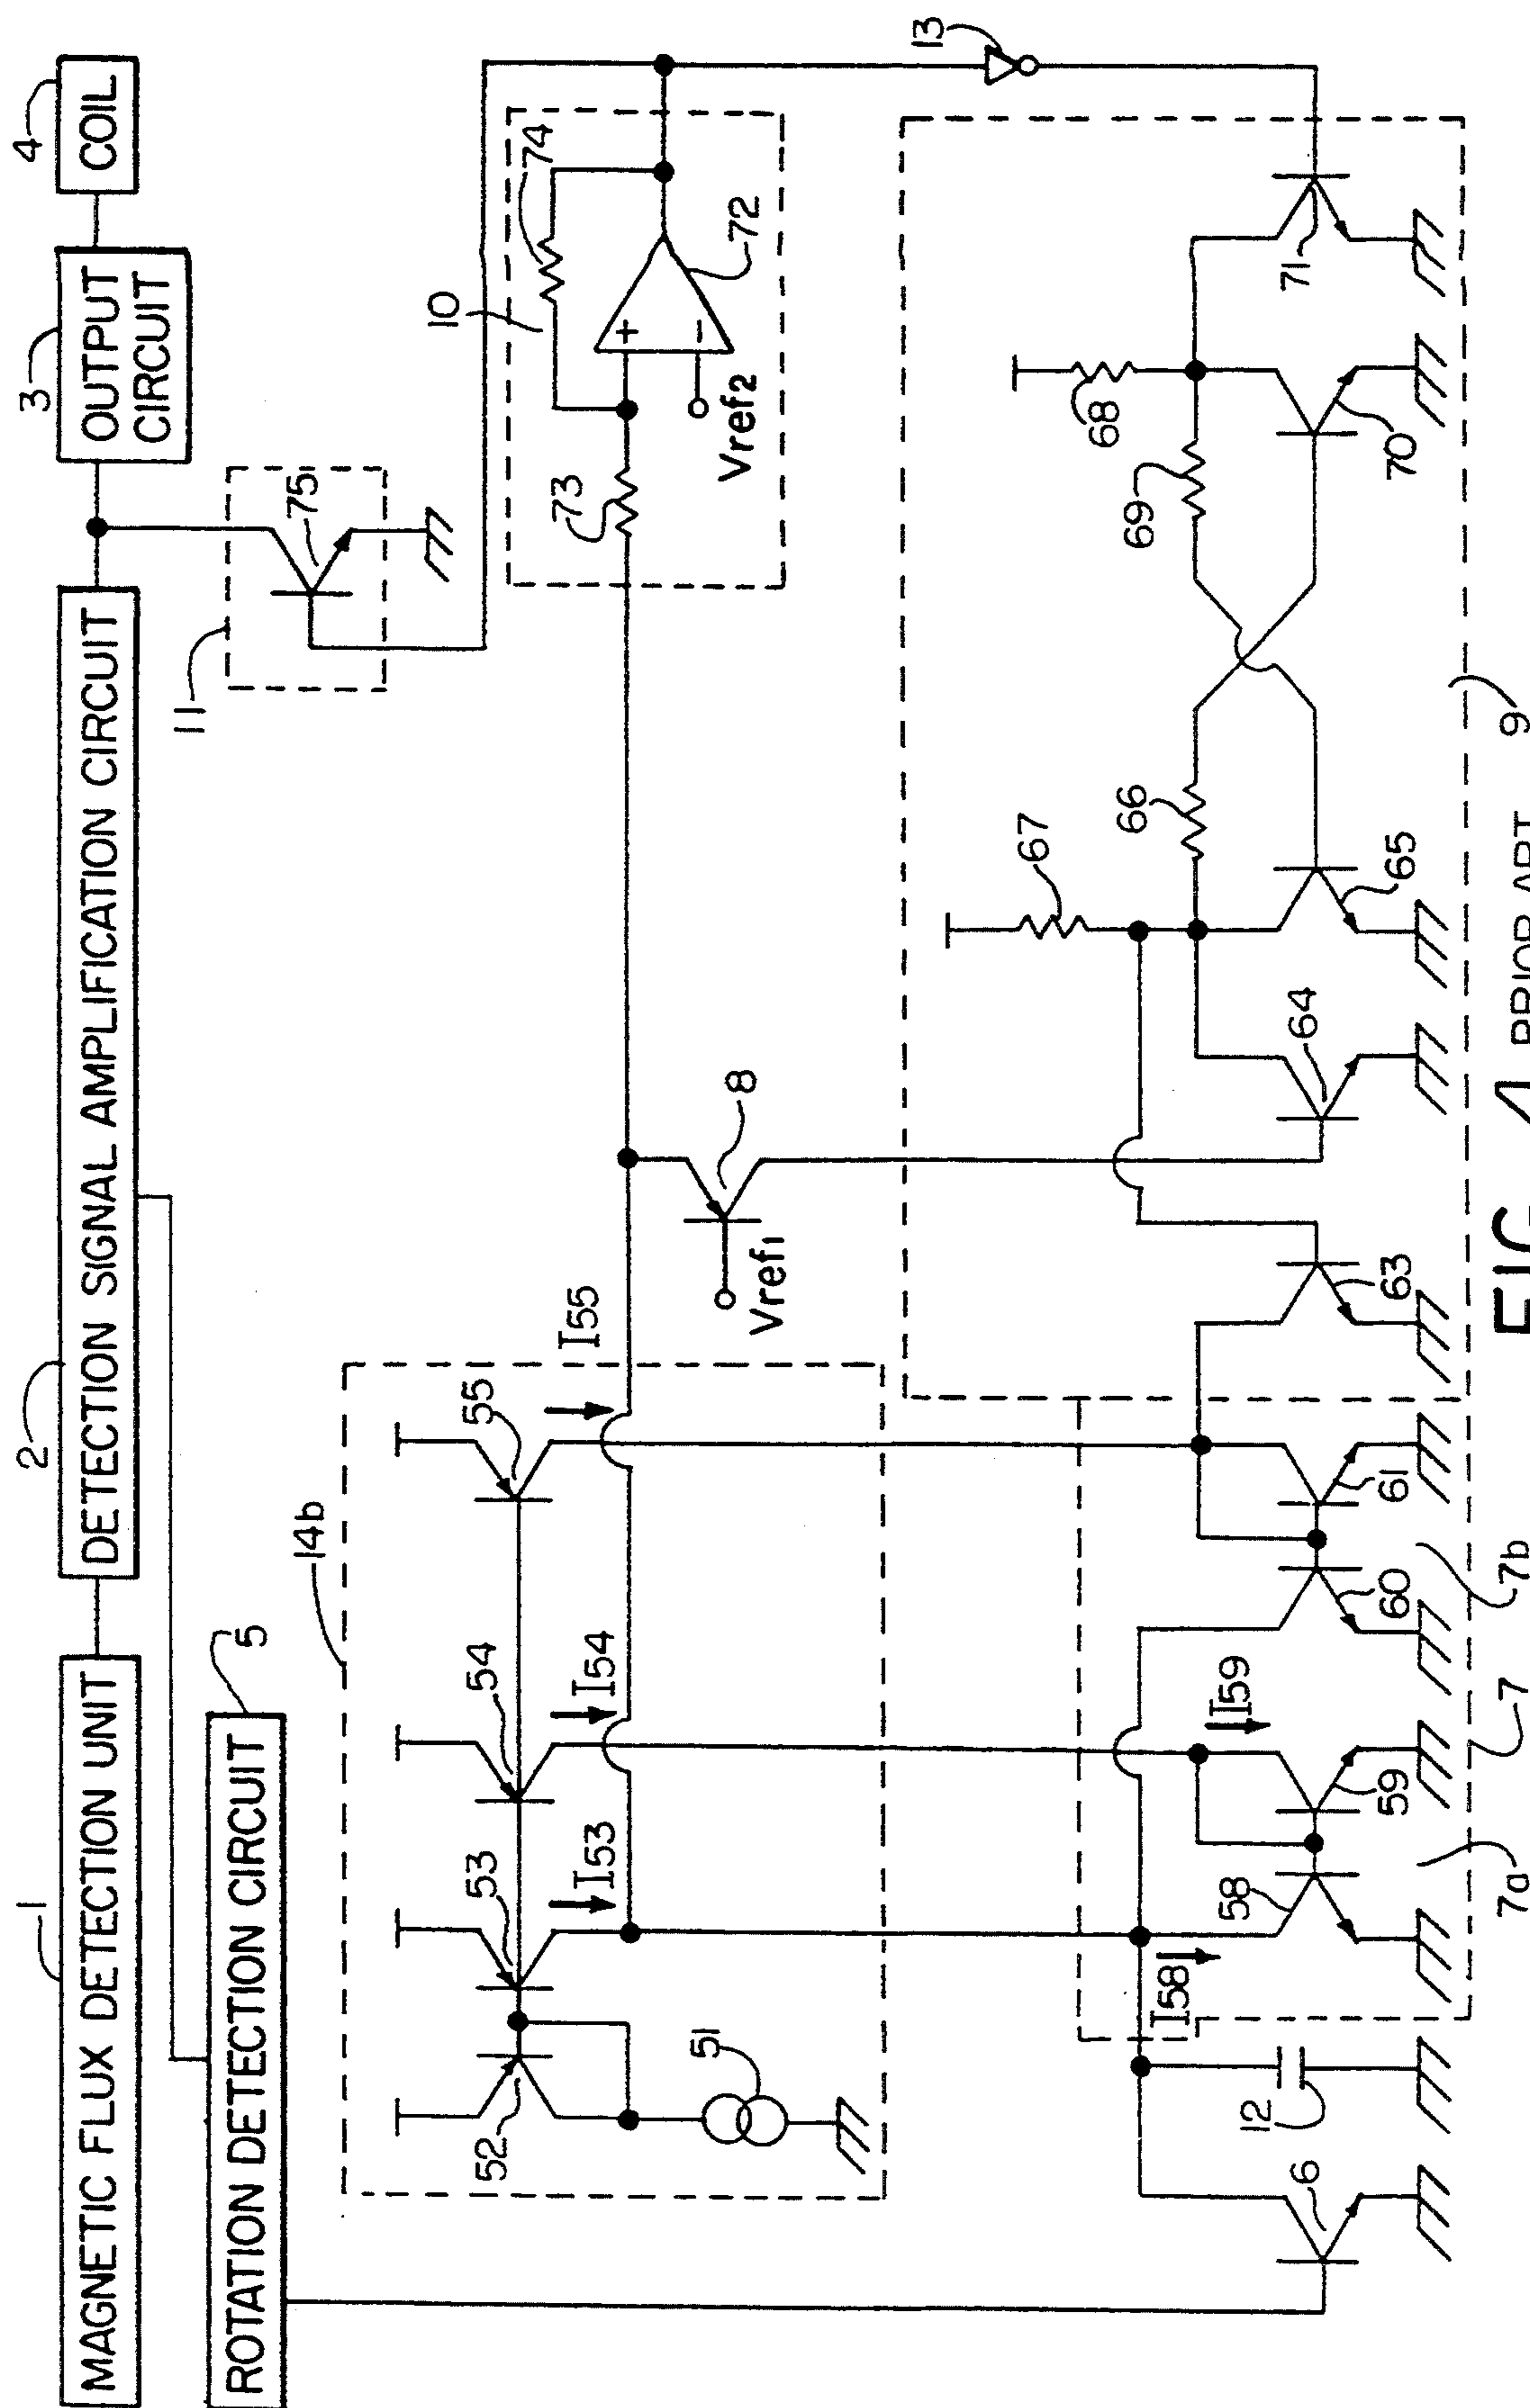 1
MAGNETIC FLUX DETECTION UNIT
2
DETECTION SIGNAL AMPLIFICATION CIRCUIT
3
OUTPUT
CIRCUIT
4
COIL
5
ROTATION DETECTION CIRCUIT
11
75
14b
52
53
54
55
51
I53
I54
I55
10
73
74
72
+
−
Vref2
8
Vref1
13
6
12
I58
58
I59
59
60
61
7a
7
7b
63
64
65
66
67
68
69
70
71
9
FIG. 4 PRIOR ART